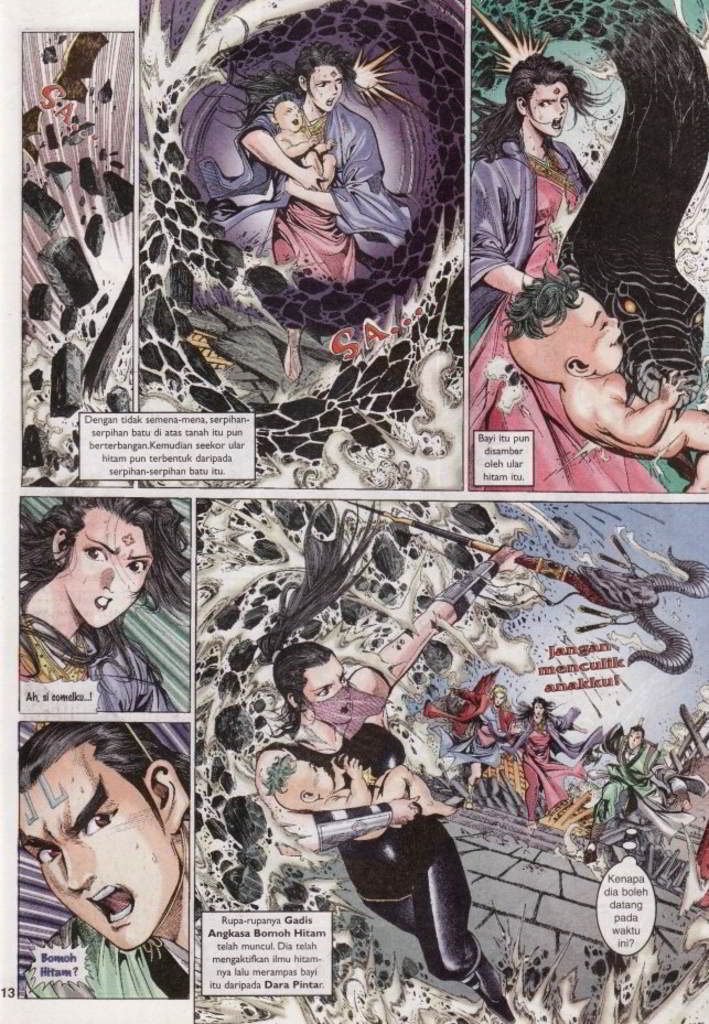 SA...
SA...
Dengan tidak semena-mena, serpihan-
serpihan batu di atas tanah itu pun
berterbangan.Kemudian seekor ular
hitam pun terbentuk daripada
serpihan-serpihan batu itu.
Bayi itu pun
disambar
oleh ular
hitam itu.
Ah, si comelku...!
Bomoh
Hitam?
Jangan
menculik
anakku!
Kenapa
dia boleh
datang
pada
waktu
ini?
Rupa-rupanya Gadis
Angkasa Bomoh Hitam
telah muncul. Dia telah
mengaktifkan ilmu hitam-
nya lalu merampas bayi
itu daripada Dara Pintar.
13